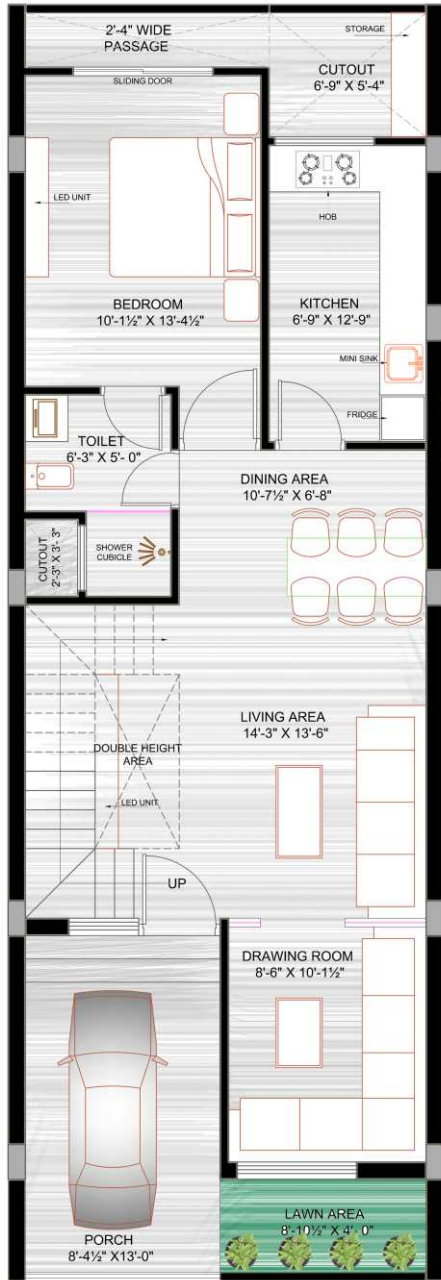 2'-4" WIDE
PASSAGE
STORAGE
CUTOUT
6'-9" X 5'-4"
SLIDING DOOR
LED UNIT
HOB
BEDROOM
10'-1½" X 13'-4½"
KITCHEN
6'-9" X 12'-9"
MINI SINK
FRIDGE
TOILET
6'-3" X 5'- 0"
DINING AREA
10'-7½" X 6'-8"
CUTOUT
2'-3" X 3'- 3"
SHOWER
CUBICLE
LIVING AREA
14'-3" X 13'-6"
DOUBLE HEIGHT
AREA
LED UNIT
UP
DRAWING ROOM
8'-6" X 10'-1½"
PORCH
8'-4½"X13'-0"
LAWN AREA
8'-10½" X 4'- 0"